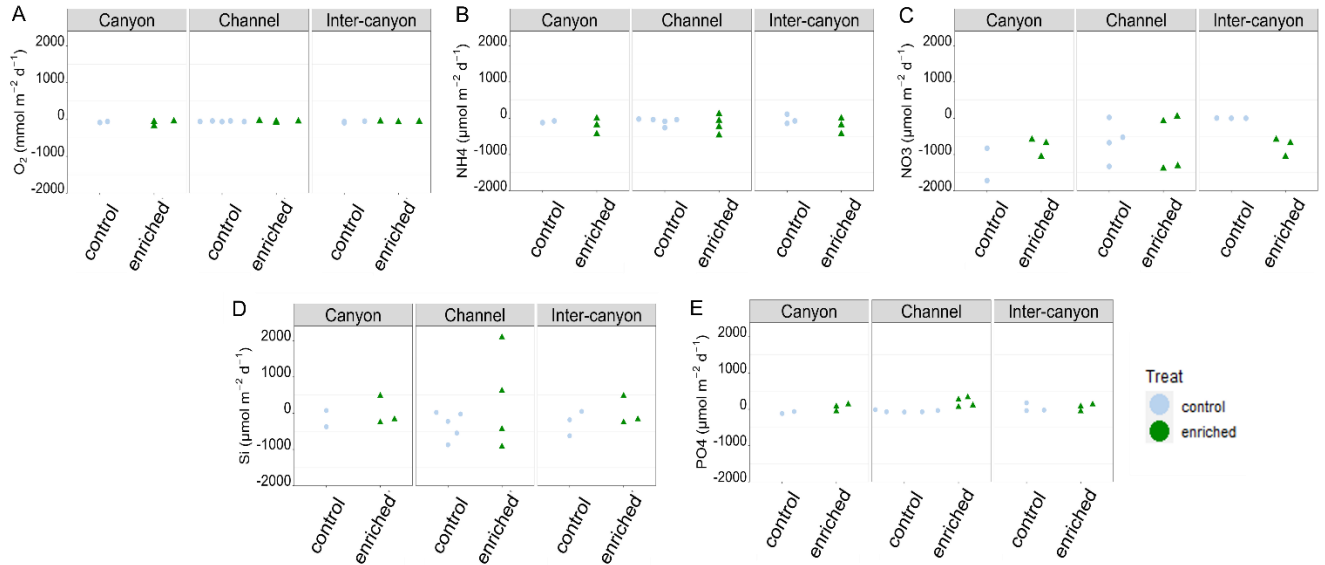 A
Canyon Channel Inter-canyon
O₂ (mmol m⁻² d⁻¹)
2000
1000
0
-1000
-2000
control enriched control enriched control enriched
B
Canyon Channel Inter-canyon
NH4 (μmol m⁻² d⁻¹)
2000
1000
0
-1000
-2000
control enriched control enriched control enriched
C
Canyon Channel Inter-canyon
NO3 (μmol m⁻² d⁻¹)
2000
1000
0
-1000
-2000
control enriched control enriched control enriched
D
Canyon Channel Inter-canyon
Si (μmol m⁻² d⁻¹)
2000
1000
0
-1000
-2000
control enriched control enriched control enriched
E
Canyon Channel Inter-canyon
PO4 (μmol m⁻² d⁻¹)
2000
1000
0
-1000
-2000
control enriched control enriched control enriched
Treat
control
enriched